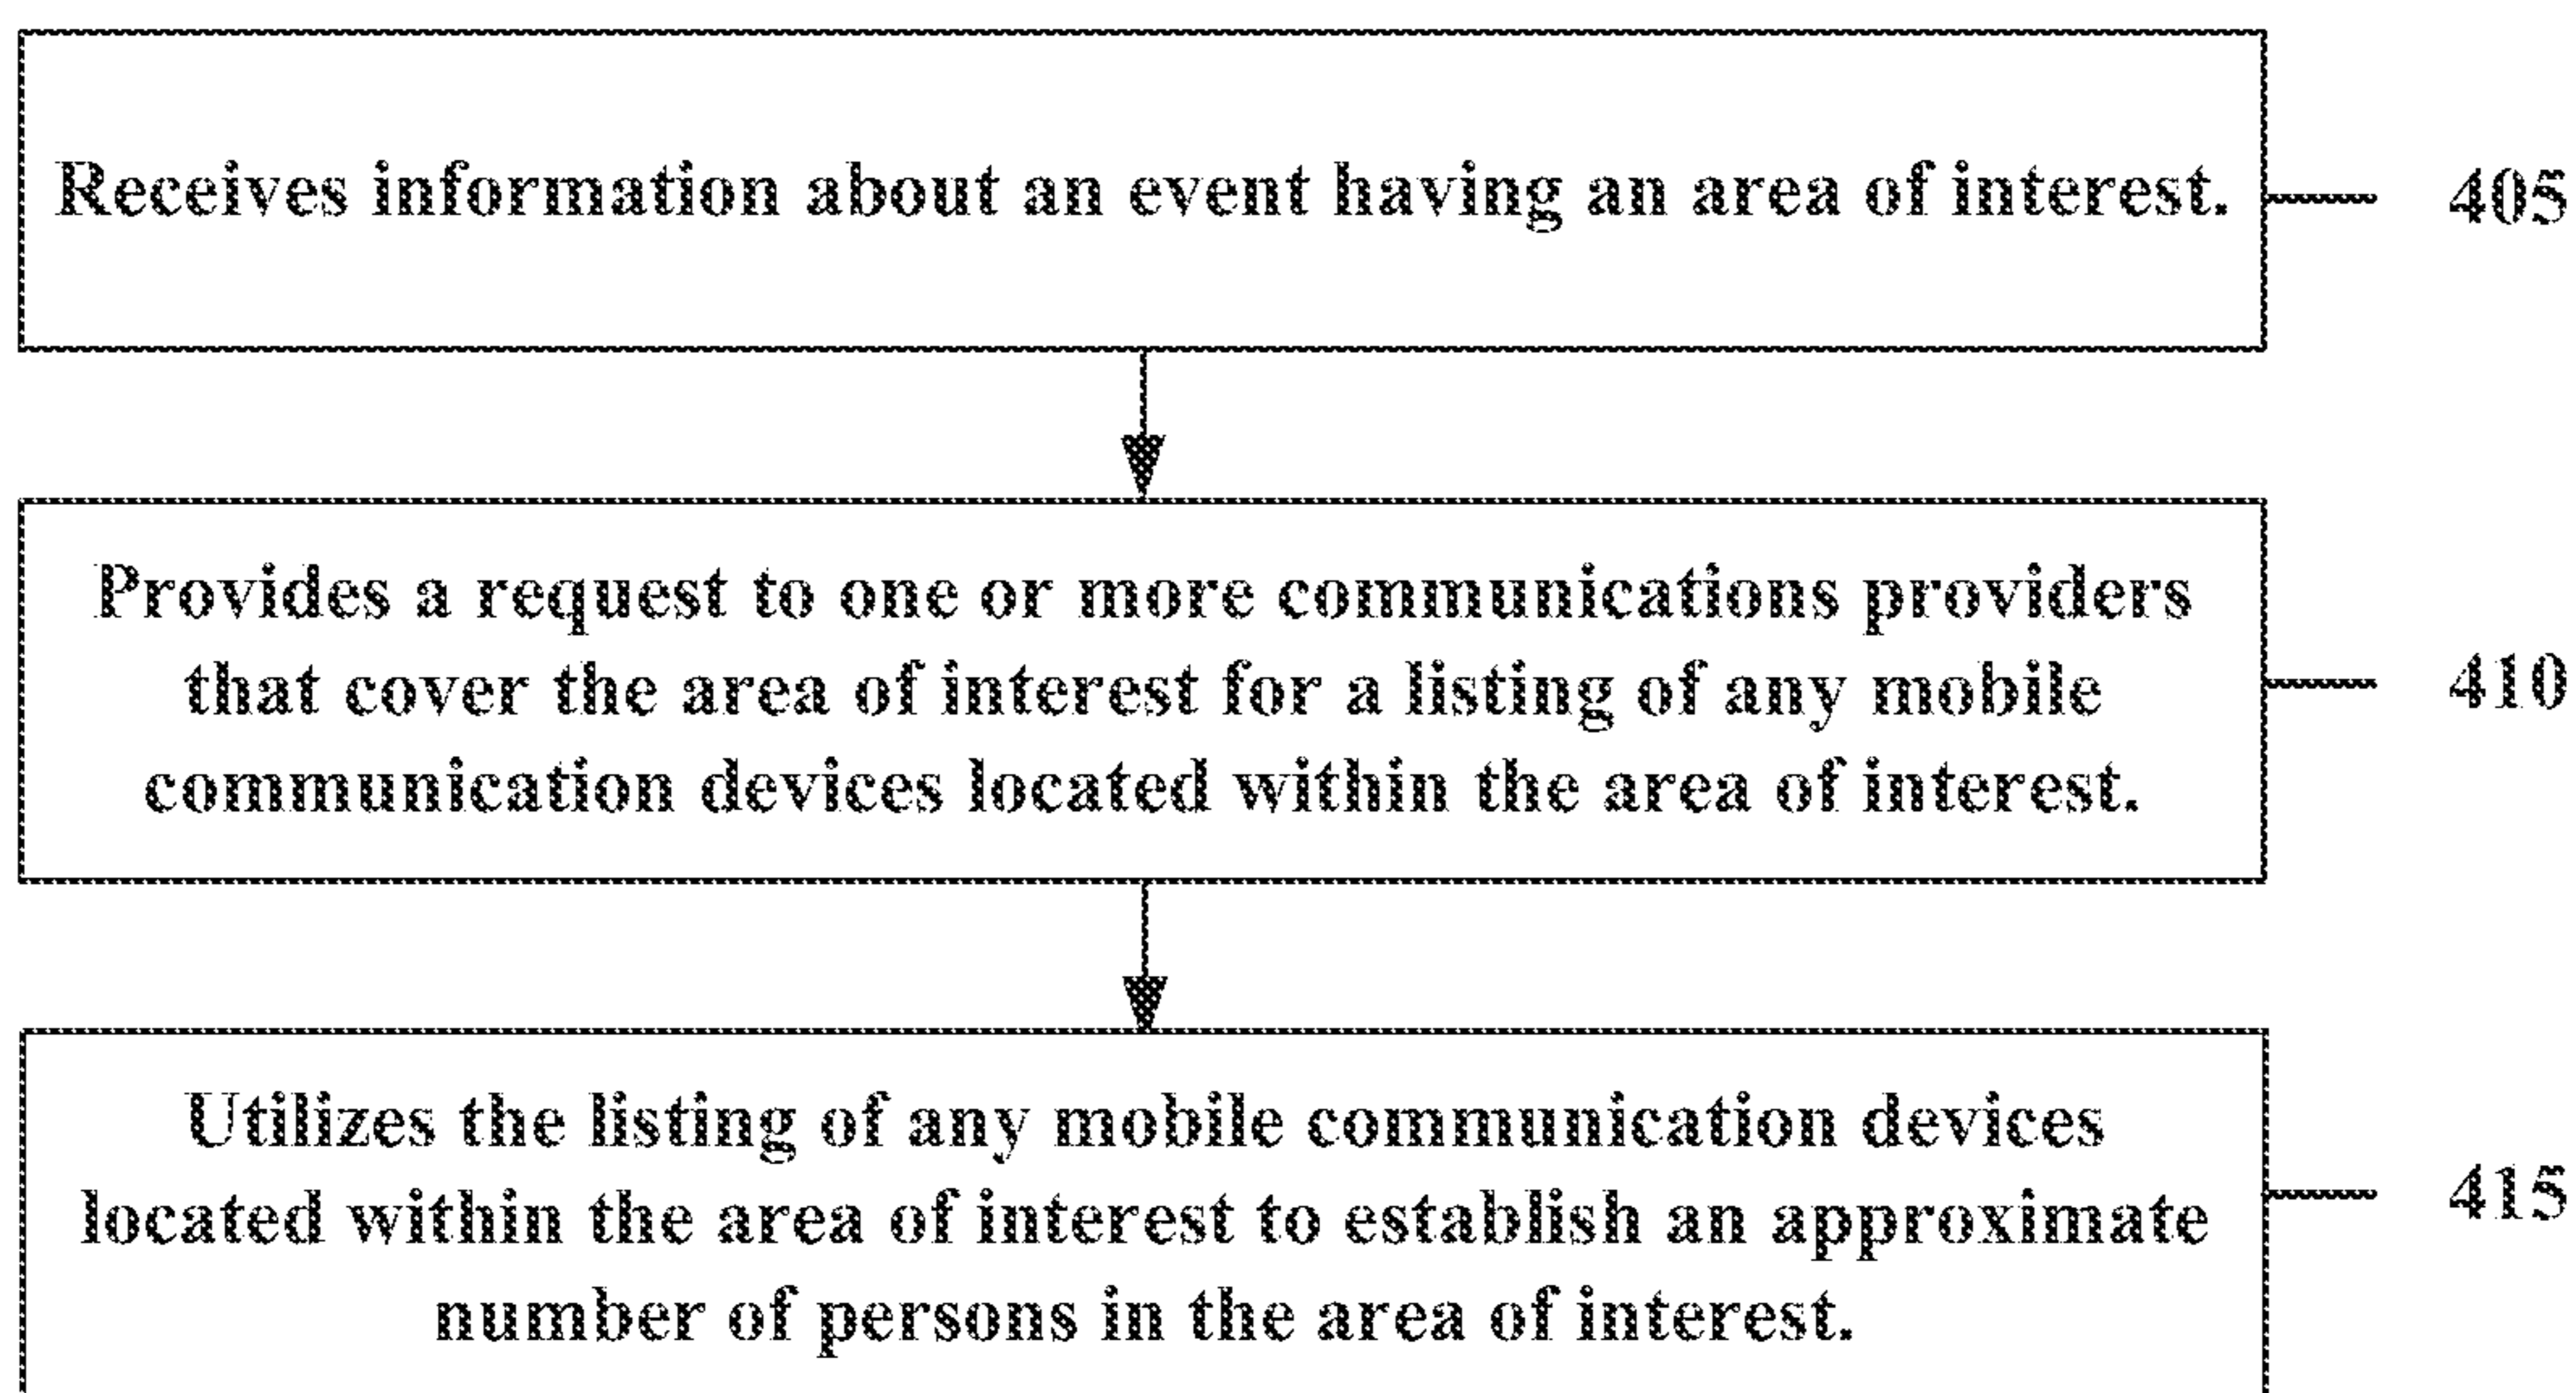 Receives information about an event having an area of interest.
405
Provides a request to one or more communications providers
that cover the area of interest for a listing of any mobile
communication devices located within the area of interest.
410
Utilizes the listing of any mobile communication devices
located within the area of interest to establish an approximate
number of persons in the area of interest.
415